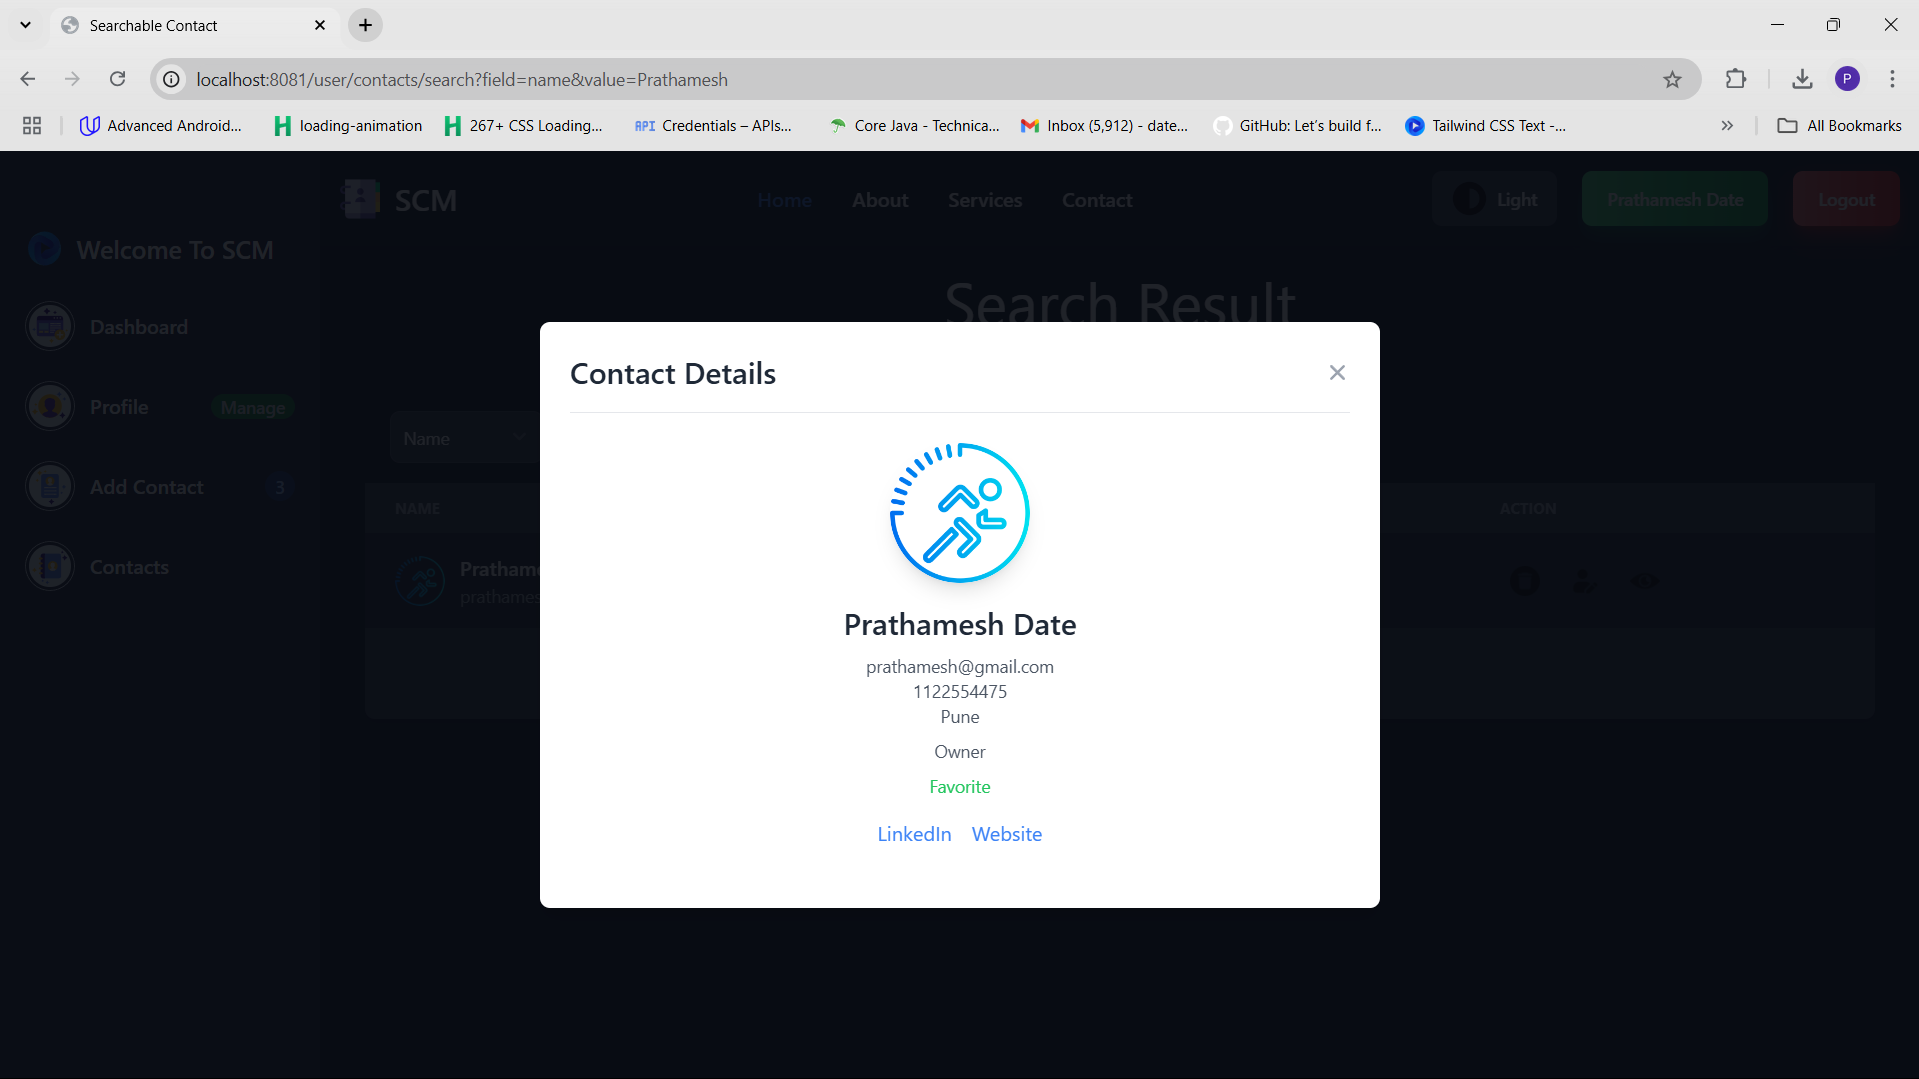 Searchable Contact
localhost:8081/user/contacts/search?field=name&value=Prathamesh
P
Advanced Android...
loading-animation
267+ CSS Loading...
API Credentials – APIs...
Core Java - Technica...
Inbox (5,912) - date...
GitHub: Let's build f...
Tailwind CSS Text -...
All Bookmarks
SCM
Home
About
Services
Contact
Light
Prathamesh Date
Logout
Welcome To SCM
Dashboard
Profile
Manage
Add Contact
3
Contacts
Search Result
Name
NAME
ACTION
Pratham
prathames
Contact Details
Prathamesh Date
prathamesh@gmail.com
1122554475
Pune
Owner
Favorite
LinkedIn Website